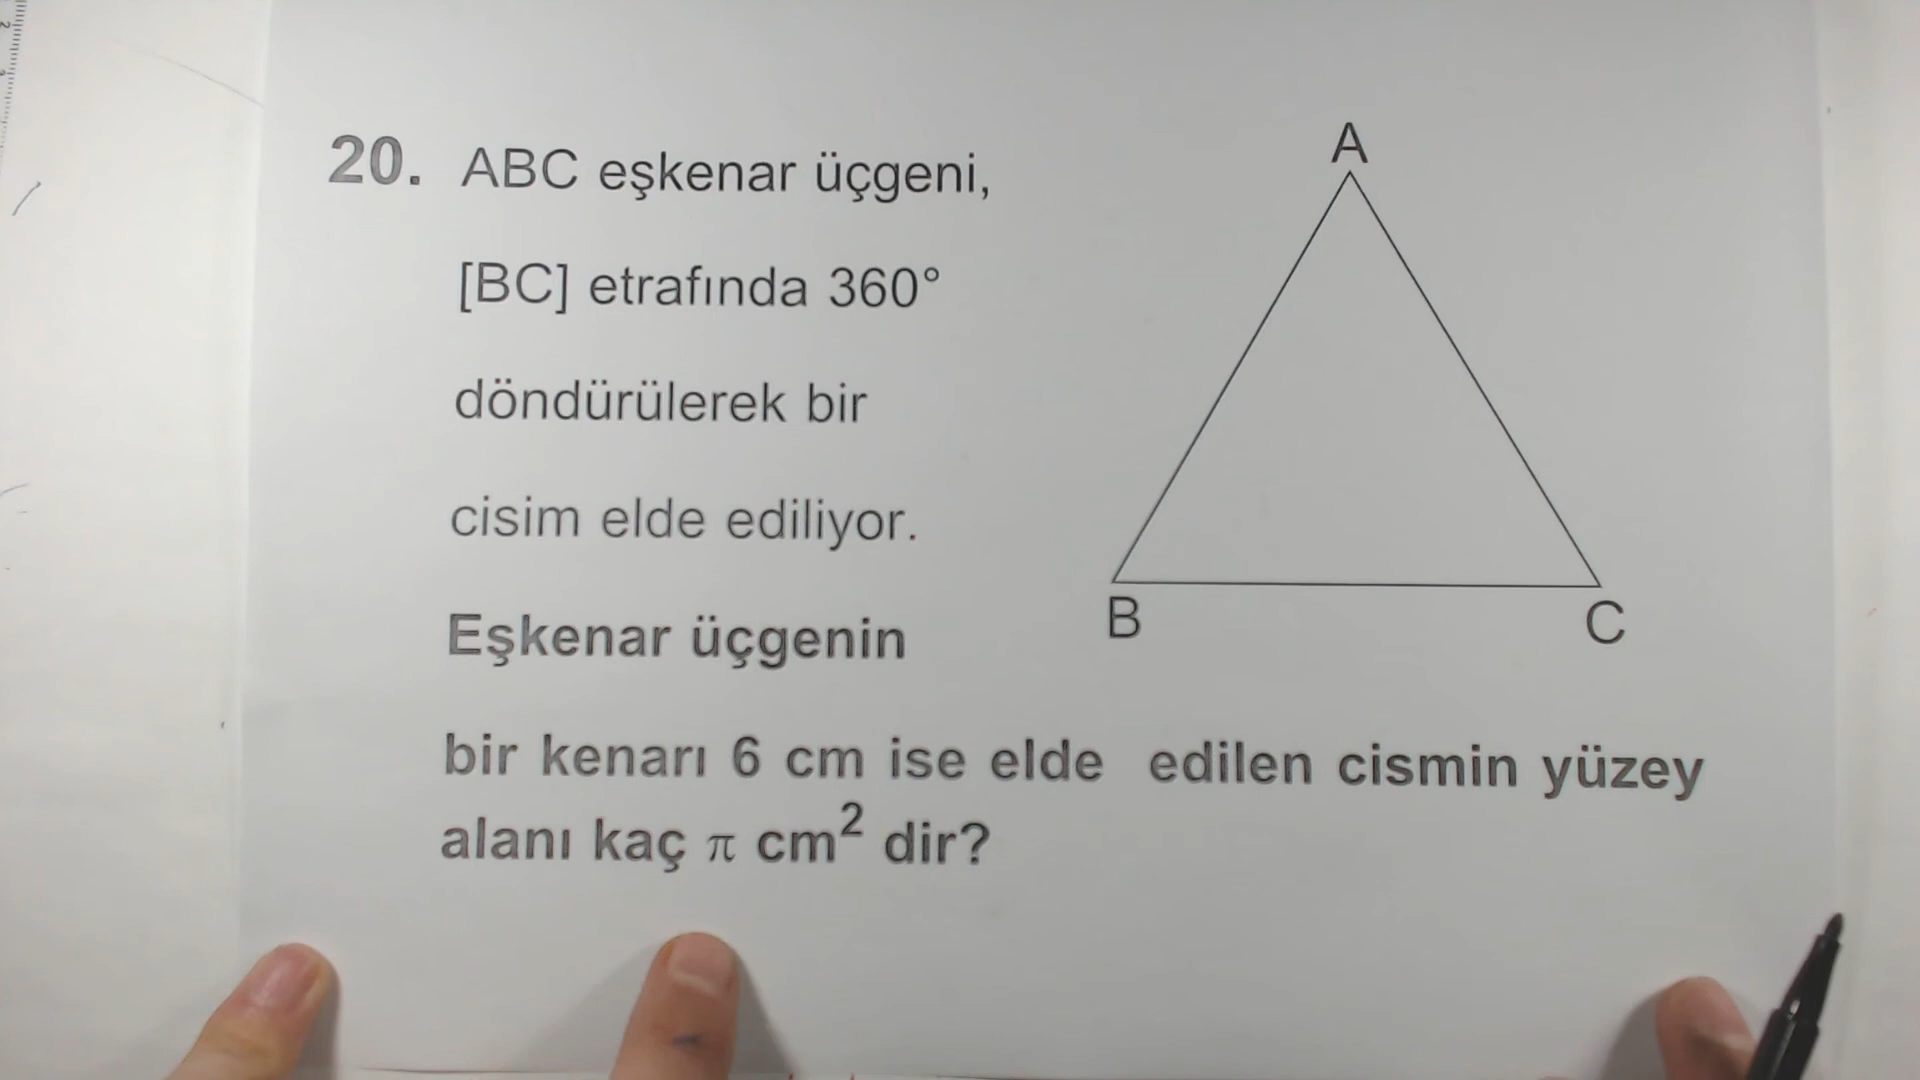 20. ABC eşkenar üçgeni,
[BC] etrafında 360°
döndürülerek bir
cisim elde ediliyor.
Eşkenar üçgenin
bir kenarı 6 cm ise elde edilen cismin yüzey
alanı kaç π cm² dir?
A
B
C